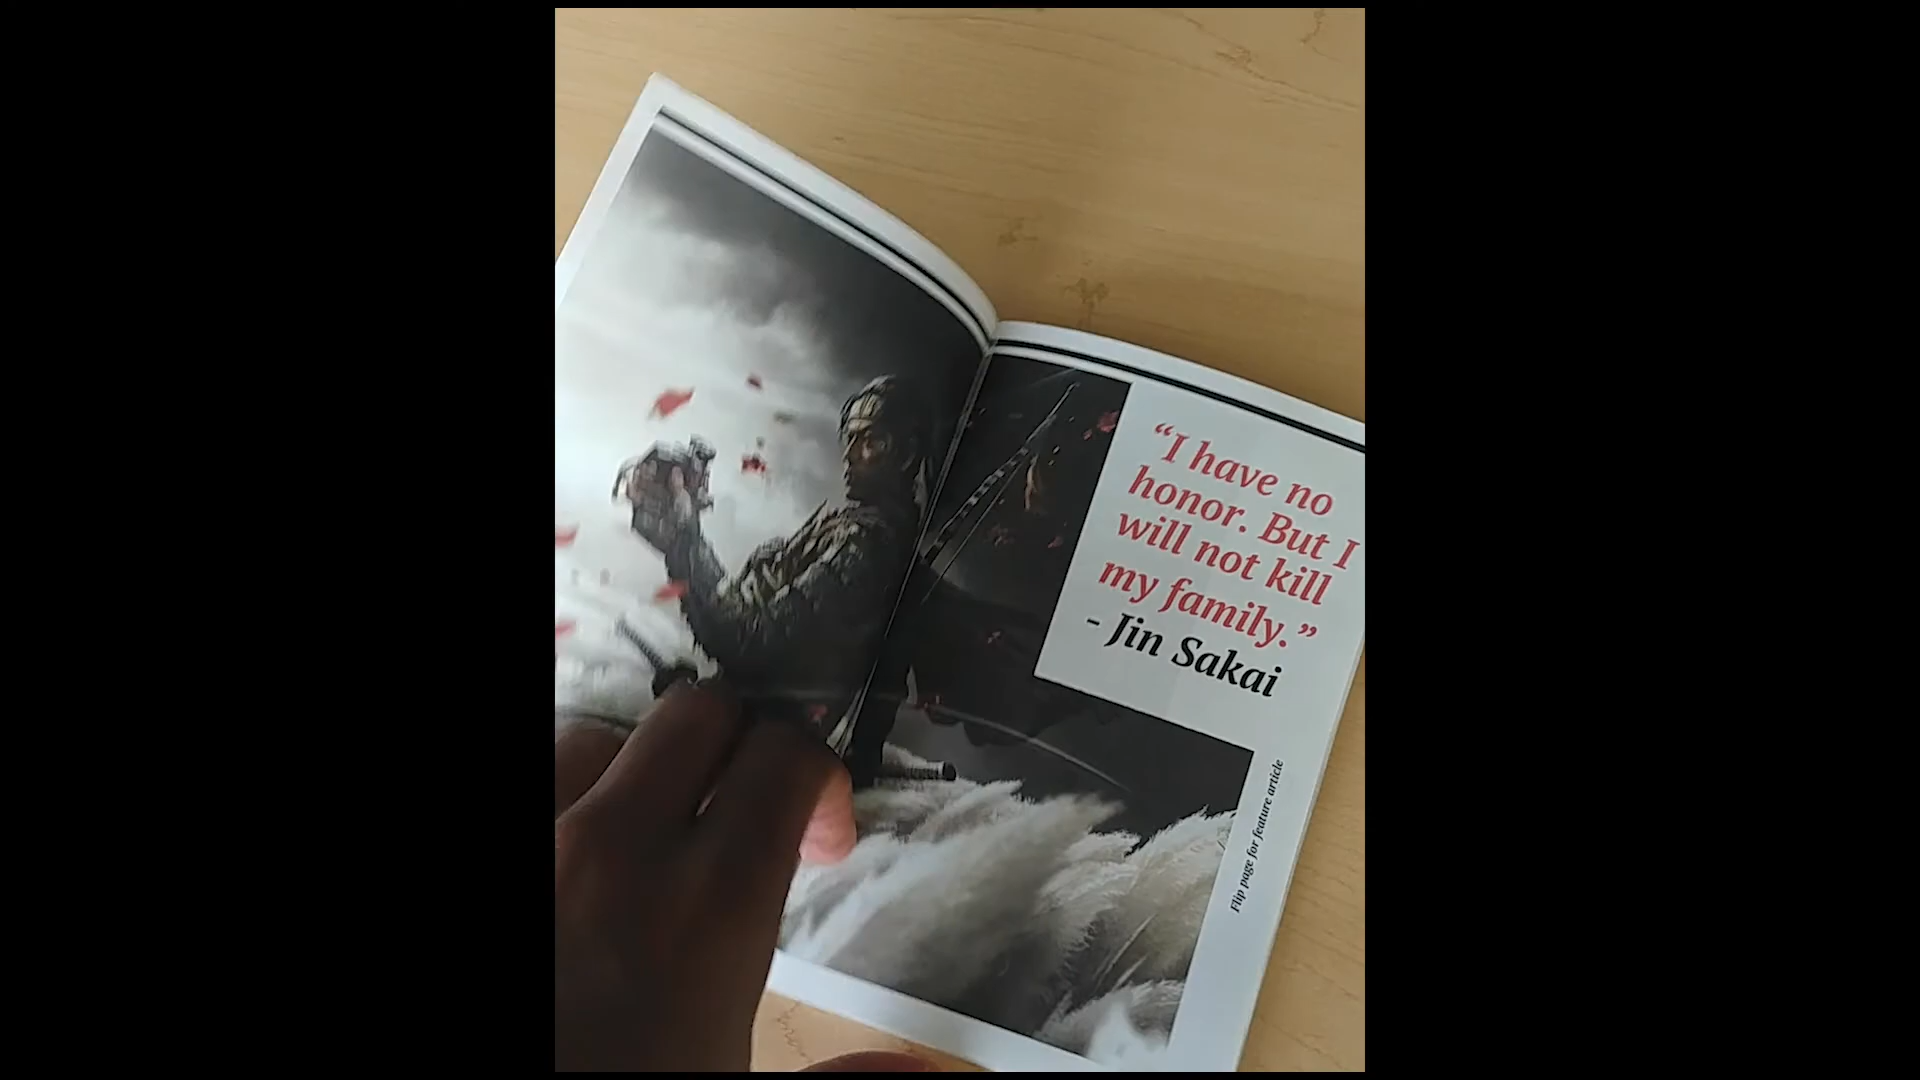 “I have no
honor. But I
will not kill
my family.”
- Jin Sakai
Flip page for feature article